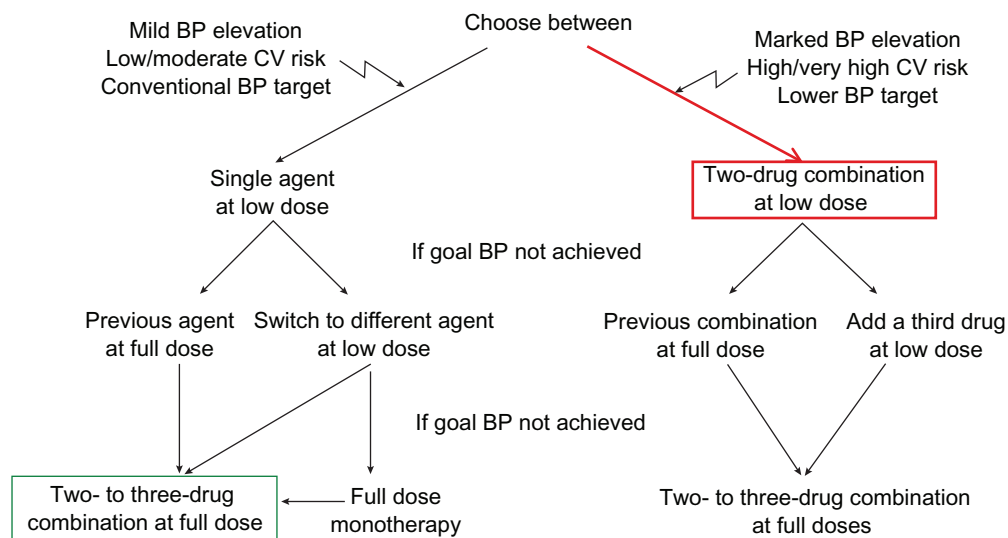 Choose between
Mild BP elevation
Low/moderate CV risk
Conventional BP target
Marked BP elevation
High/very high CV risk
Lower BP target
Single agent
at low dose
Two-drug combination
at low dose
If goal BP not achieved
Previous agent
at full dose
Switch to different agent
at low dose
Previous combination
at full dose
Add a third drug
at low dose
If goal BP not achieved
Two- to three-drug
combination at full dose
Full dose
monotherapy
Two- to three-drug combination
at full doses